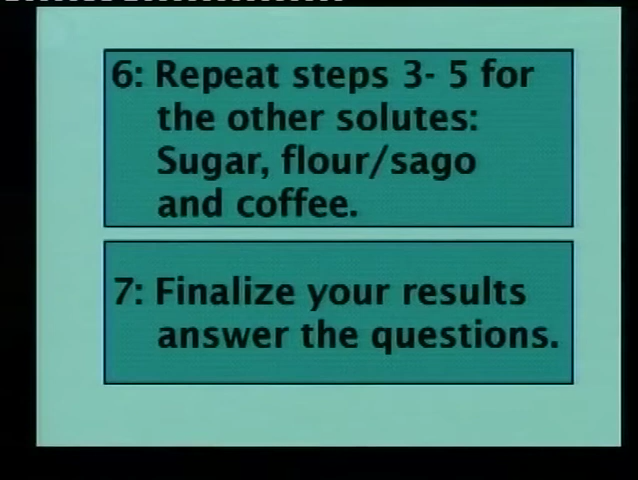 6: Repeat steps 3- 5 for
the other solutes:
Sugar, flour/sago
and coffee.
7: Finalize your results
answer the questions.